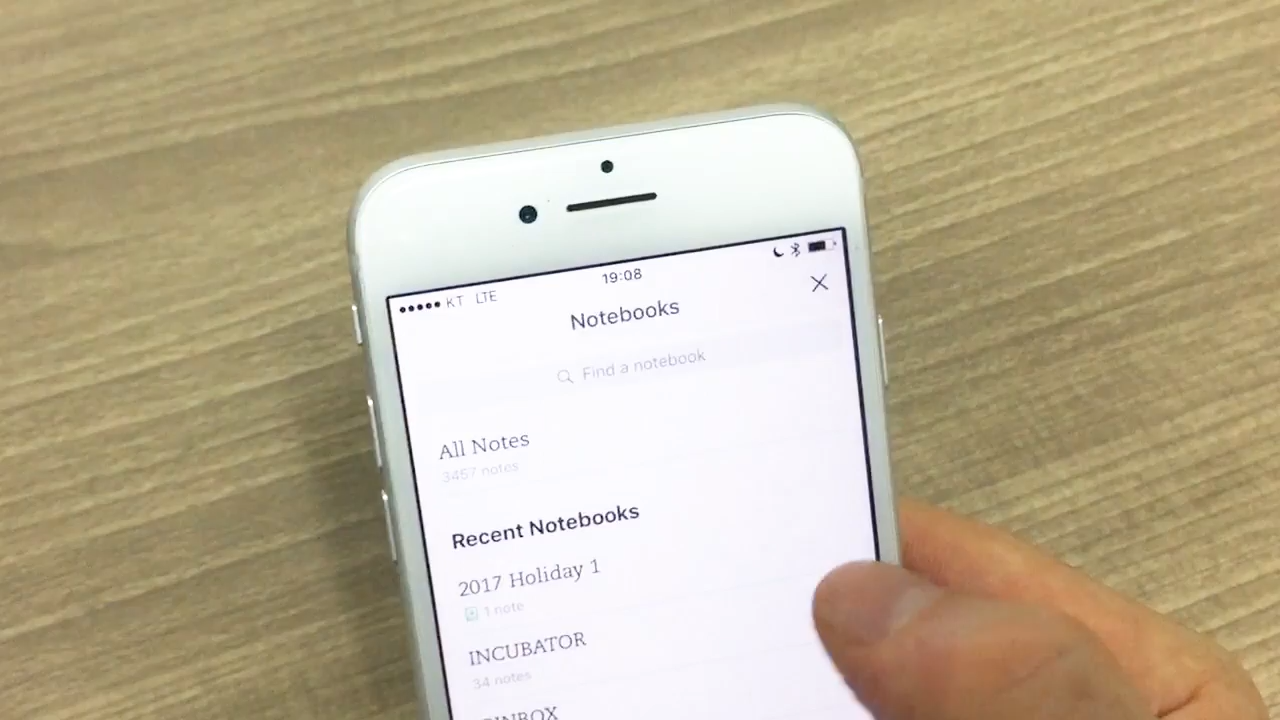 19:08
KT LTE
Notebooks
Find a notebook
All Notes
3457 notes
Recent Notebooks
2017 Holiday 1
1 note
INCUBATOR
34 notes
INBOX